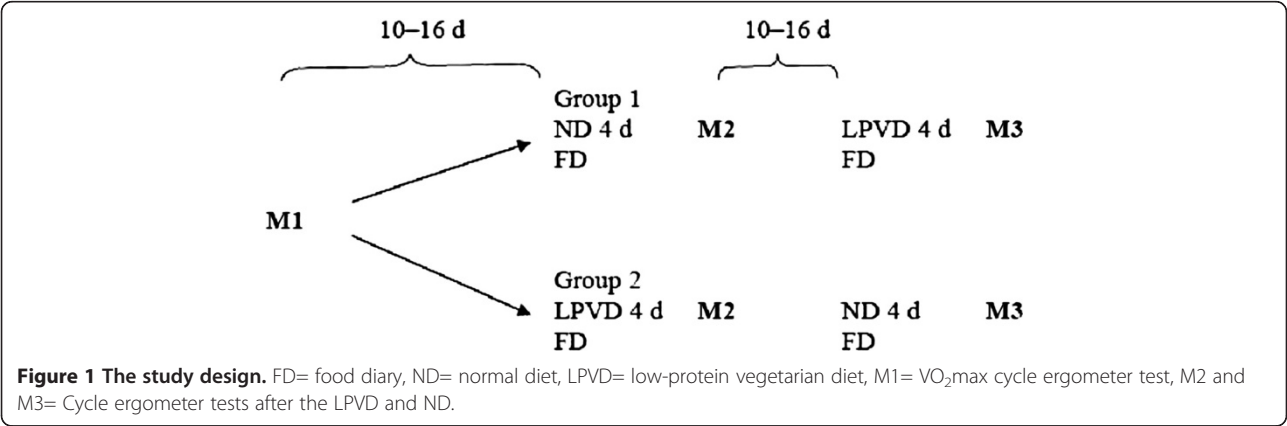 10–16 d 10–16 d
Group 1
ND 4 d M2 LPVD 4 d M3
FD FD
M1
Group 2
LPVD 4 d M2 ND 4 d M3
FD FD
Figure 1 The study design. FD= food diary, ND= normal diet, LPVD= low-protein vegetarian diet, M1= VO₂max cycle ergometer test, M2 and
M3= Cycle ergometer tests after the LPVD and ND.